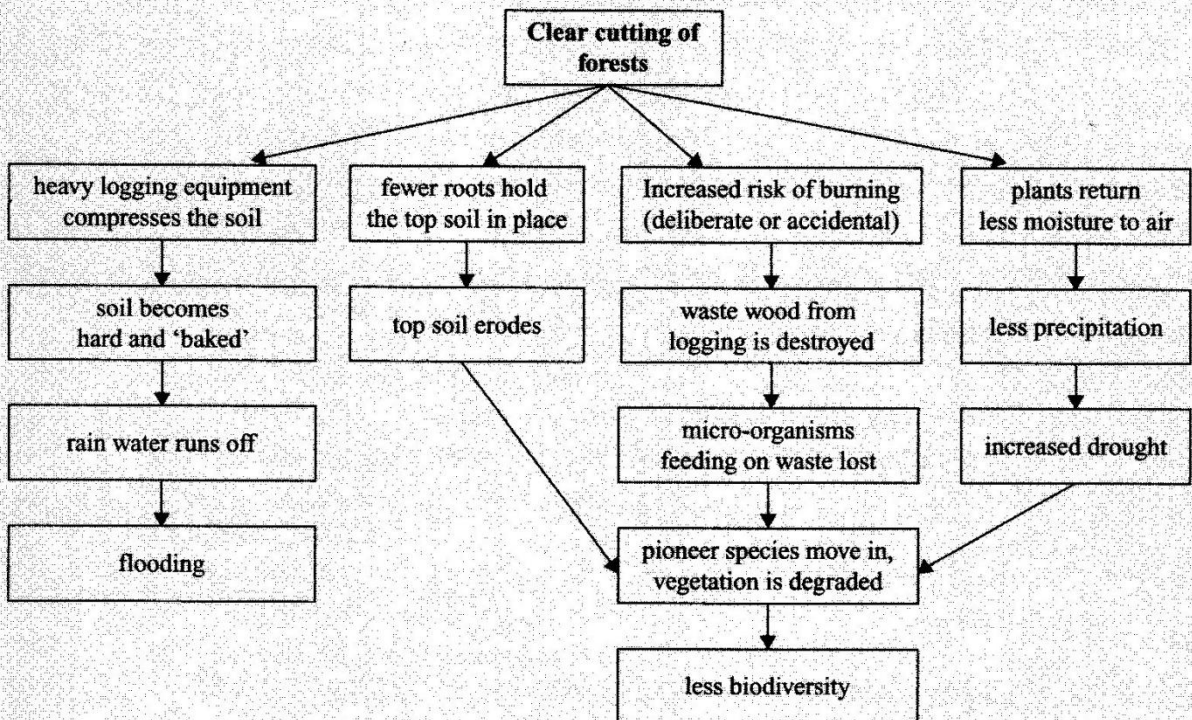 Clear cutting of
forests
heavy logging equipment
compresses the soil
fewer roots hold
the top soil in place
Increased risk of burning
(deliberate or accidental)
plants return
less moisture to air
soil becomes
hard and ‘baked’
top soil erodes
waste wood from
logging is destroyed
less precipitation
rain water runs off
micro-organisms
feeding on waste lost
increased drought
flooding
pioneer species move in,
vegetation is degraded
less biodiversity